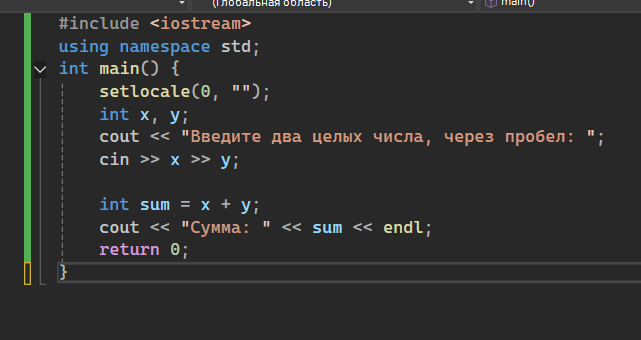 (Глобальная область) main()
#include <iostream>
using namespace std;
int main() {
setlocale(0, "");
int x, y;
cout << "Введите два целых числа, через пробел: ";
cin >> x >> y;
int sum = x + y;
cout << "Сумма: " << sum << endl;
return 0;
}